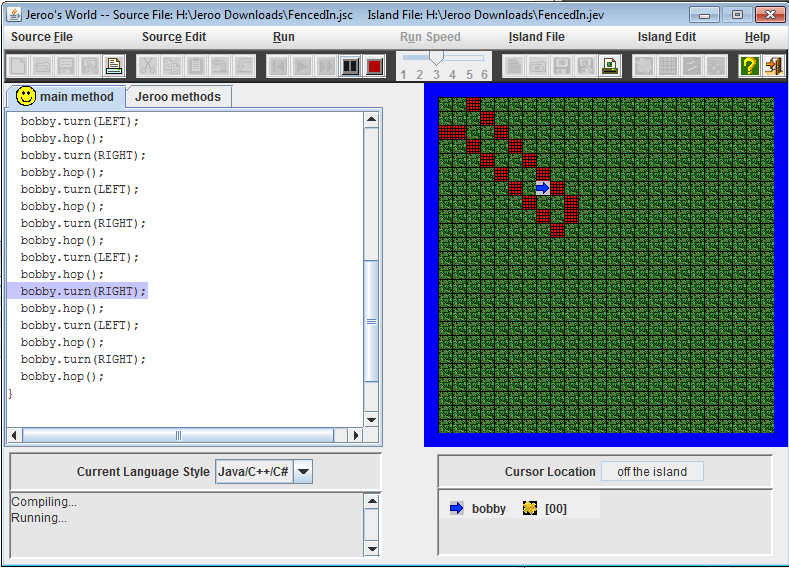 Jeroo's World -- Source File: H:\Jeroo Downloads\FencedIn.jsc Island File: H:\Jeroo Downloads\FencedIn.jev
Source File Source Edit Run Run Speed Island File Island Edit Help
1 2 3 4 5 6
main method Jeroo methods
bobby.turn(LEFT);
bobby.hop();
bobby.turn(RIGHT);
bobby.hop();
bobby.turn(LEFT);
bobby.hop();
bobby.turn(RIGHT);
bobby.hop();
bobby.turn(LEFT);
bobby.hop();
bobby.turn(RIGHT);
bobby.hop();
bobby.turn(LEFT);
bobby.hop();
bobby.turn(RIGHT);
bobby.hop();
}
Current Language Style Java/C++/C#
Compiling...
Running...
Cursor Location off the island
bobby [00]